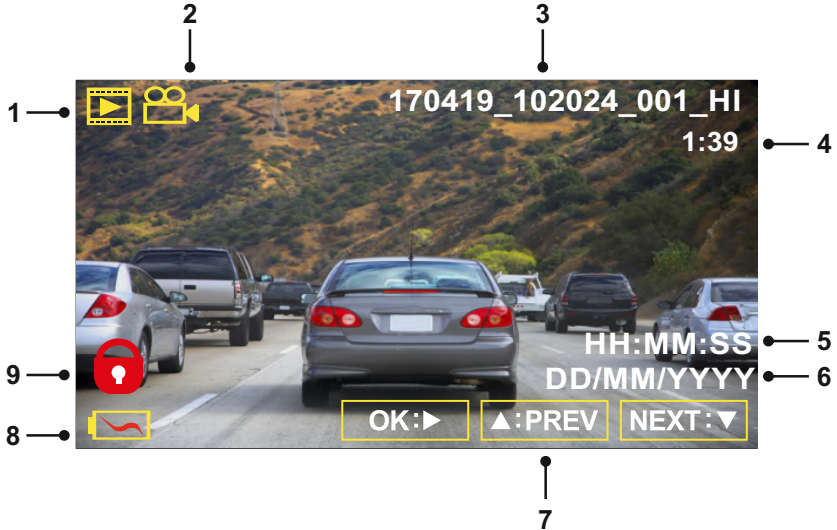 2 3
170419_102024_001_HI
1
1:39
4
HH:MM:SS
5
DD/MM/YYYY
6
9
OK:▶ ▲:PREV NEXT:▼
8
7